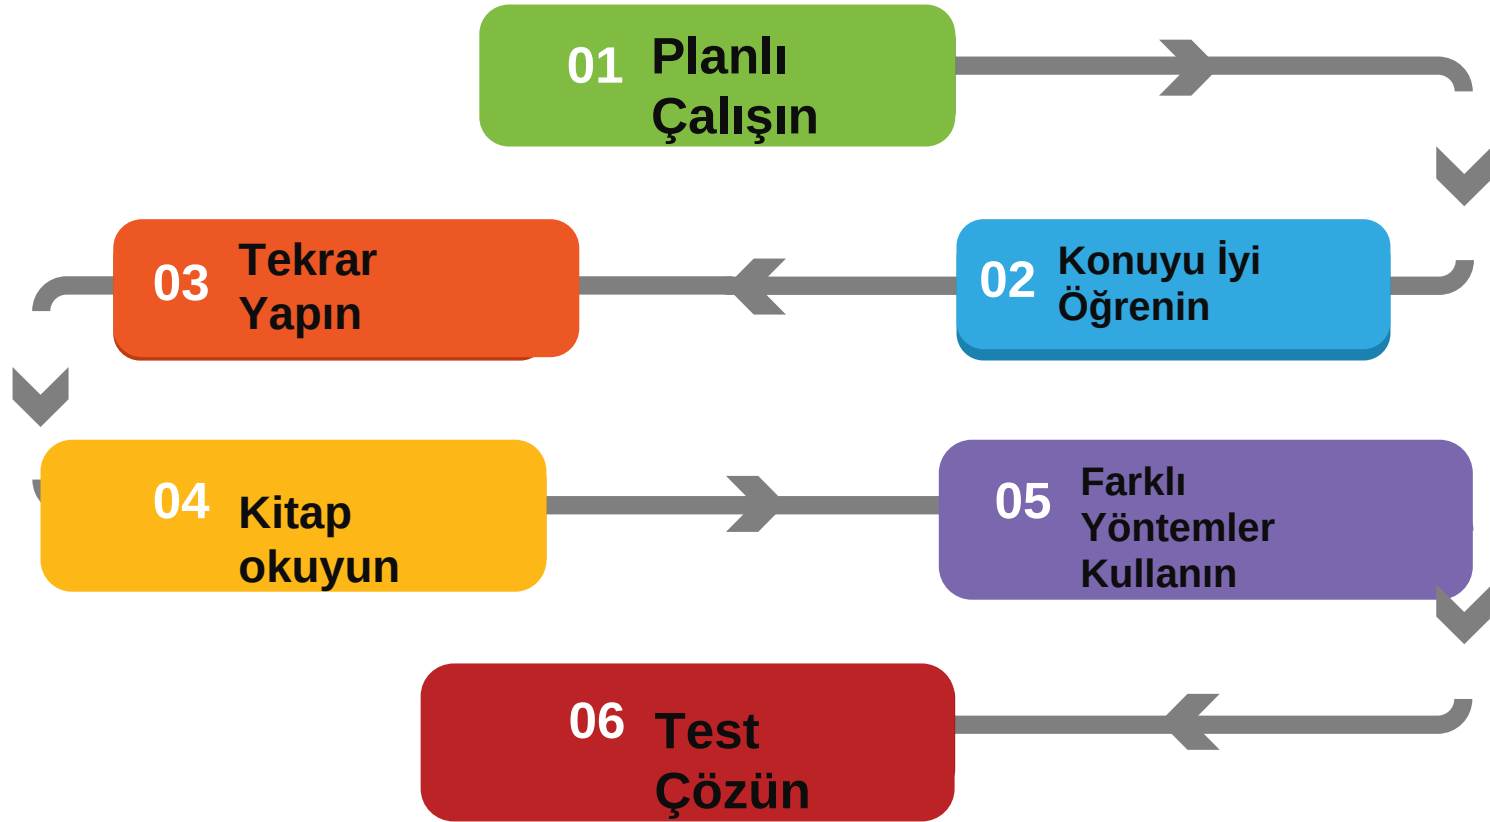 01 Planlı
Çalışın
02 Konuyu İyi
Öğrenin
03 Tekrar
Yapın
04 Kitap
okuyun
05 Farklı
Yöntemler
Kullanın
06 Test
Çözün